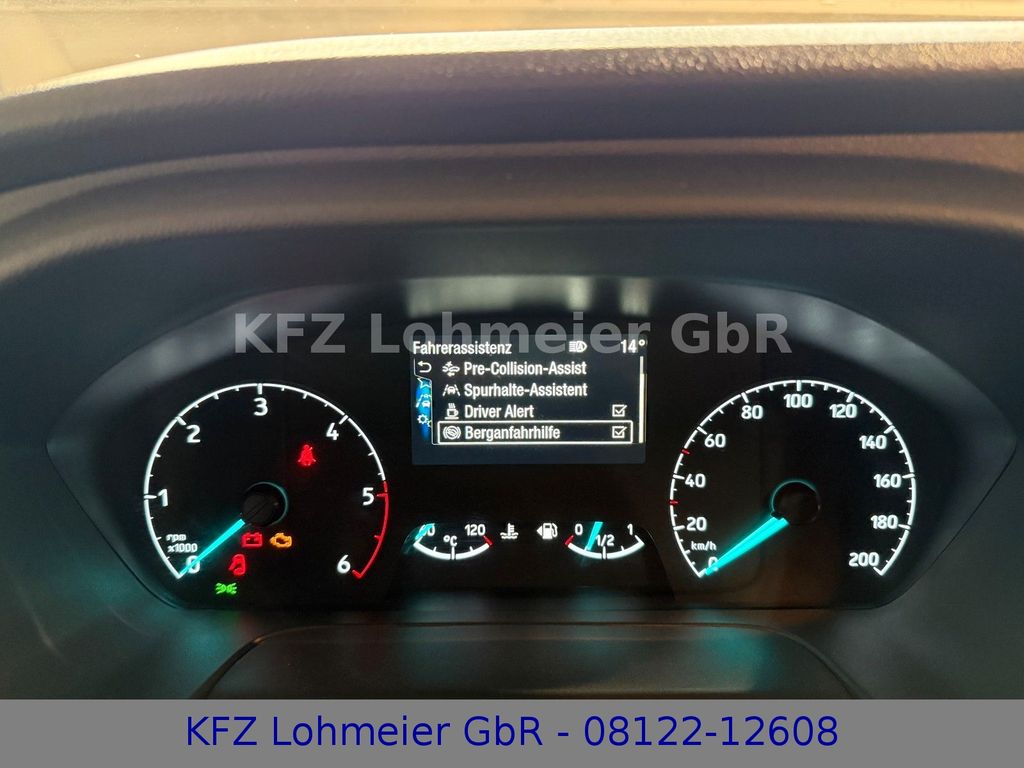 KFZ Lohmeier GbR
Fahrerassistenz 14°
Pre-Collision-Assist
Spurhalte-Assistent
Driver Alert
Berganfahrhilfe
0 1 2 3 4 5 6
rpm
x1000
120
°C
0 1/2 1
0 20 40 60 80 100 120 140 160 180 200
km/h
KFZ Lohmeier GbR - 08122-12608